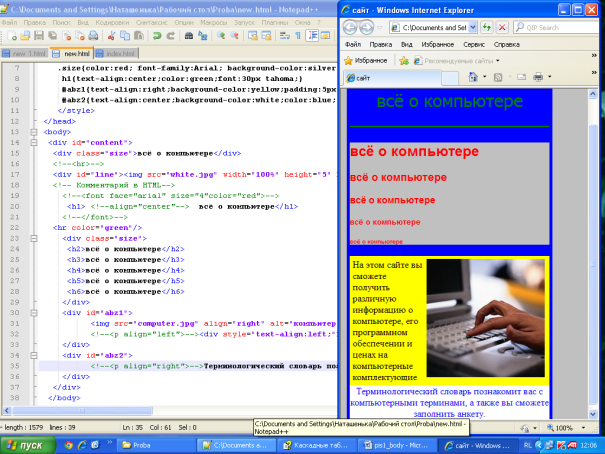 C:\Documents and Settings\Наташенька\Рабочий стол\Proba\new.html - Notepad++
Файл Правка Поиск Вид Кодировки Синтаксис Опции Макросы Запуск Плагины Окна ?
new 1.html new.html index.html
7 .size{color:red; font-family:Arial; background-color:silver
8 h1{text-align:center;color:green;font:30px tahoma;}
9 #abz1{text-align:right;background-color:yellow;padding:5px
10 #abz2{text-align:center;background-color:white;color:blue;
11 </style>
12 </head>
13 <body>
14 <div id="content">
15 <div class="size">всё о компьютере</div>
16 <!--<hr>-->
17 <div id="line"><img src="white.jpg" width="100%" height="5"
18 <!-- Комментарий в HTML-->
19 <!--<font face="arial" size="4"color="red">-->
20 <h1> <!--align="center"--> всё о компьютере</h1>
21 <!--</font>-->
22 <hr color="green"/>
23 <div class="size">
24 <h2>всё о компьютере</h2>
25 <h3>всё о компьютере</h3>
26 <h4>всё о компьютере</h4>
27 <h5>всё о компьютере</h5>
28 <h6>всё о компьютере</h6>
29 </div>
30 <div id="abz1">
31 <img src="computer.jpg" align="right" alt="компьютер
32 <!--<p align="left">--><div style="text-align:left;"
33 </div>
34 <div id="abz2">
35 <!--<p align="right">-->Терминологический словарь поз
36 </div>
37 </div>
38 </body>
length : 1579 lines : 39 Ln : 35 Col : 61 Sel : 0
сайт - Windows Internet Explorer
C:\Documents and Sel
QIP Search
Файл Правка Вид Избранное Сервис Справка
Избранное Рекомендуемые сайты
сайт
всё о компьютере
всё о компьютере
всё о компьютере
всё о компьютере
всё о компьютере
всё о компьютере
На этом сайте вы
сможете
получить
различную
информацию о
компьютере, его
программном
обеспечении и
ценах на
компьютерные
комплектующие
Терминологический словарь познакомит вас с
компьютерными терминами, а также вы сможете
заполнить анкету.
100%
C:\Documents and Settings\Наташенька\Рабочий стол\Proba\new.html -
Notepad++
пуск
Proba
C:\Documents a...
Каскадные таб...
ps1_body - Mi...
сайт - Windows ...
RL
12:06